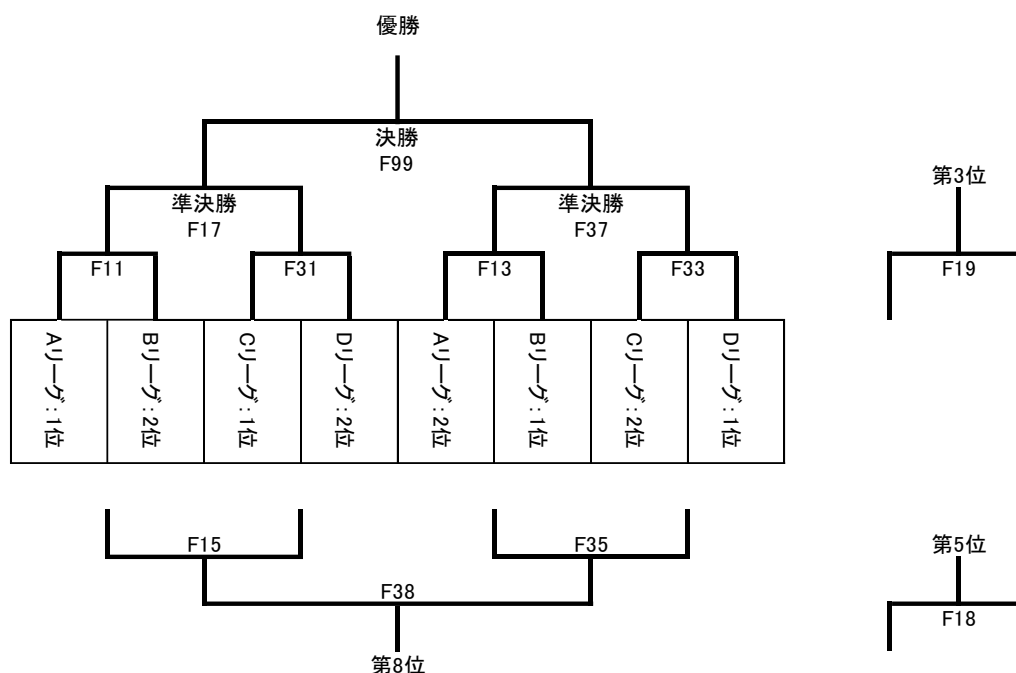 優勝
決勝
F99
第3位
準決勝
F17
準決勝
F37
F11
F31
F13
F33
F19
Aリーグ:1位
Bリーグ:2位
Cリーグ:1位
Dリーグ:2位
Aリーグ:2位
Bリーグ:1位
Cリーグ:2位
Dリーグ:1位
F15
F35
第5位
F38
F18
第8位